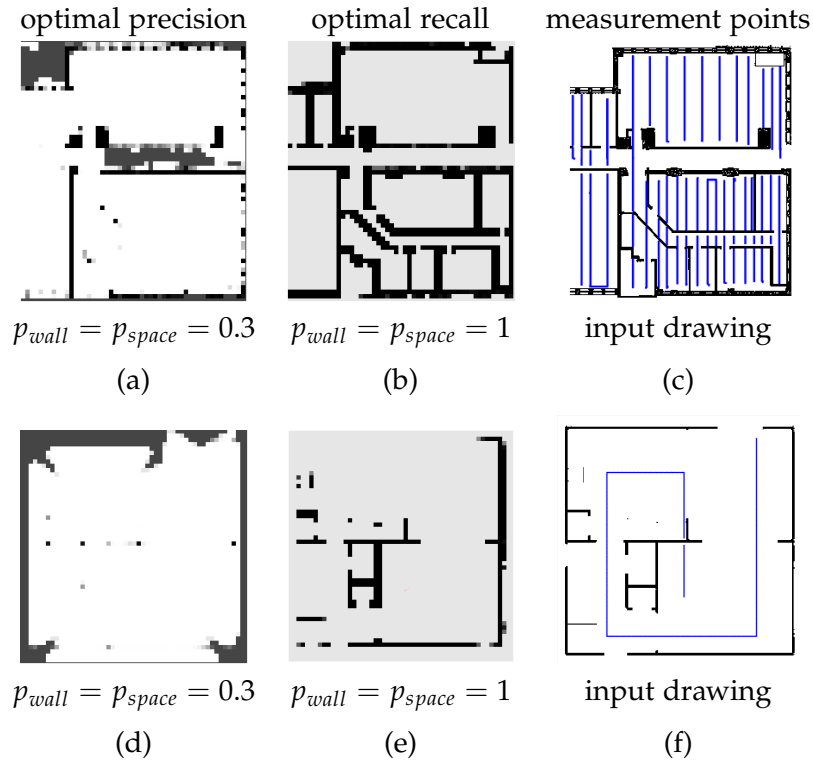 optimal precision optimal recall measurement points
p_wall = p_space = 0.3 p_wall = p_space = 1 input drawing
(a) (b) (c)
p_wall = p_space = 0.3 p_wall = p_space = 1 input drawing
(d) (e) (f)